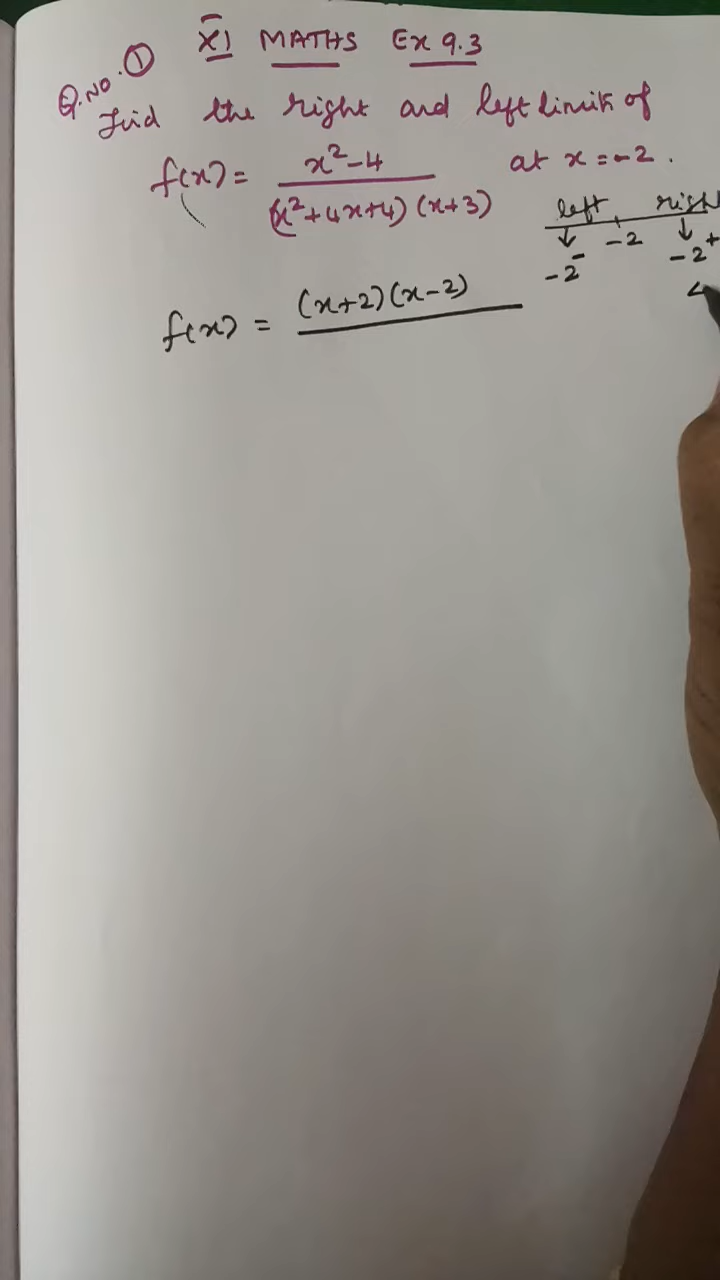 XI MATHS Ex 9.3
Q.NO. ①
Find the right and left limits of
f(x) = x²-4 / (x²+4x+4)(x+3) at x = -2.
left right
-2⁻ -2 -2⁺
f(x) = (x+2)(x-2)